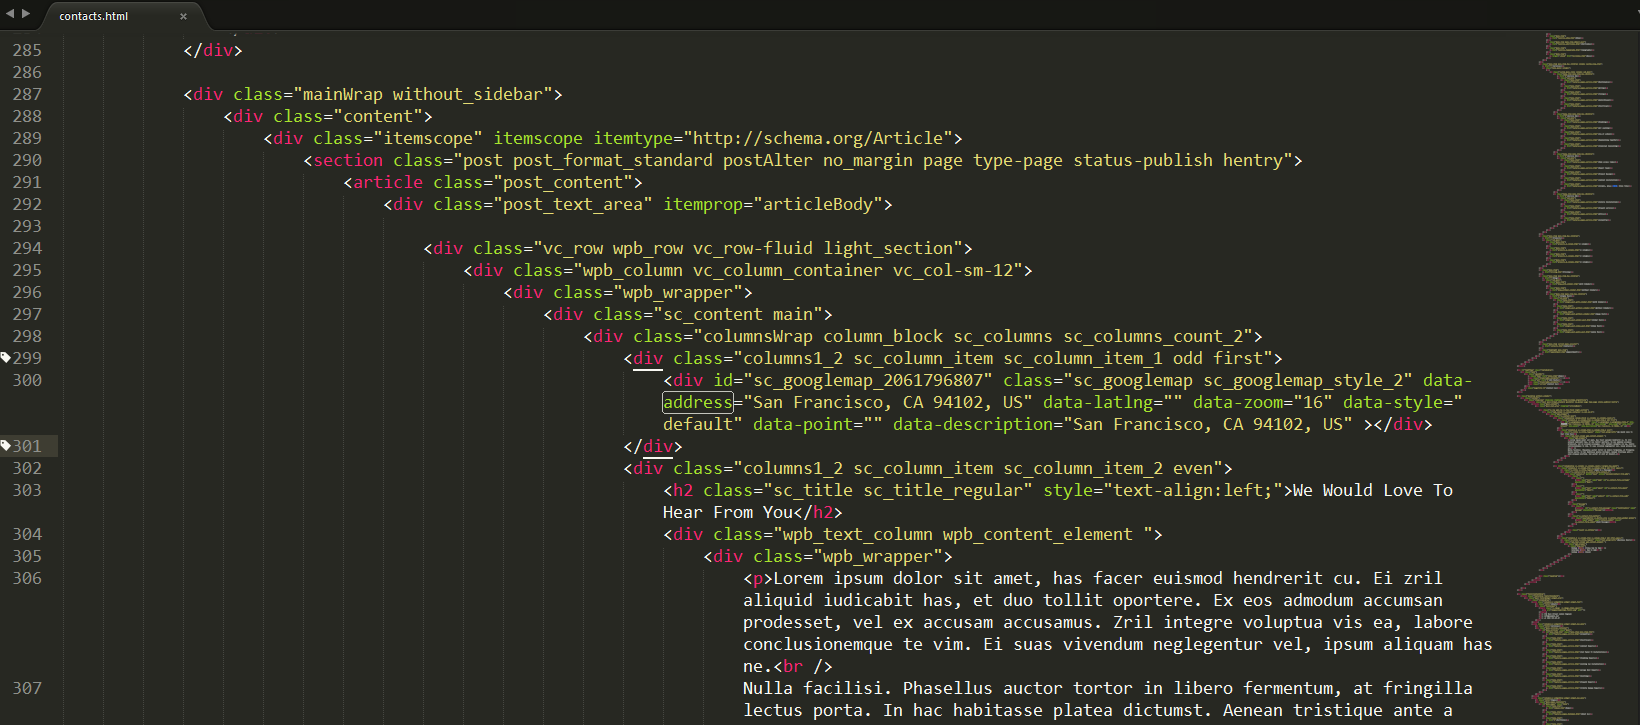 contacts.html ×
285 </div>
286
287 <div class="mainWrap without_sidebar">
288 <div class="content">
289 <div class="itemscope" itemscope itemtype="http://schema.org/Article">
290 <section class="post post_format_standard postAlter no_margin page type-page status-publish hentry">
291 <article class="post_content">
292 <div class="post_text_area" itemprop="articleBody">
293
294 <div class="vc_row wpb_row vc_row-fluid light_section">
295 <div class="wpb_column vc_column_container vc_col-sm-12">
296 <div class="wpb_wrapper">
297 <div class="sc_content main">
298 <div class="columnsWrap column_block sc_columns sc_columns_count_2">
299 <div class="columns1_2 sc_column_item sc_column_item_1 odd first">
300 <div id="sc_googlemap_2061796807" class="sc_googlemap sc_googlemap_style_2" data-
address="San Francisco, CA 94102, US" data-latlng="" data-zoom="16" data-style="
default" data-point="" data-description="San Francisco, CA 94102, US" ></div>
301 </div>
302 <div class="columns1_2 sc_column_item sc_column_item_2 even">
303 <h2 class="sc_title sc_title_regular" style="text-align:left;">We Would Love To
Hear From You</h2>
304 <div class="wpb_text_column wpb_content_element ">
305 <div class="wpb_wrapper">
306 <p>Lorem ipsum dolor sit amet, has facer euismod hendrerit cu. Ei zril
aliquid iudicabit has, et duo tollit oportere. Ex eos admodum accumsan
prodesset, vel ex accusam accusamus. Zril integre voluptua vis ea, labore
conclusionemque te vim. Ei suas vivendum neglegentur vel, ipsum aliquam has
ne.<br />
307 Nulla facilisi. Phasellus auctor tortor in libero fermentum, at fringilla
lectus porta. In hac habitasse platea dictumst. Aenean tristique ante a